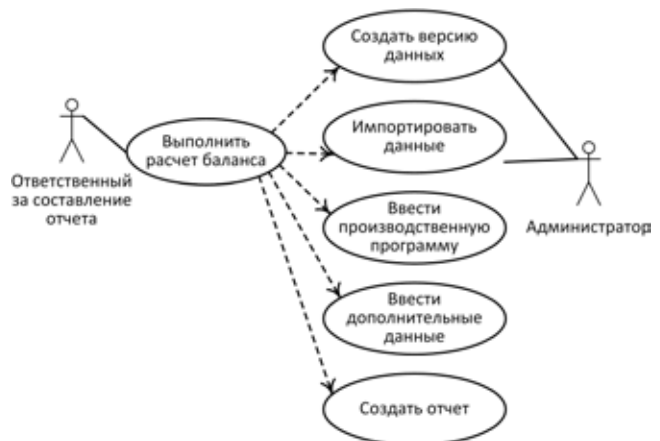 Создать версию
данных
Импортировать
данные
Выполнить
расчет баланса
Ответственный
за составление
отчета
Ввести
производственную
программу
Администратор
Ввести
дополнительные
данные
Создать отчет